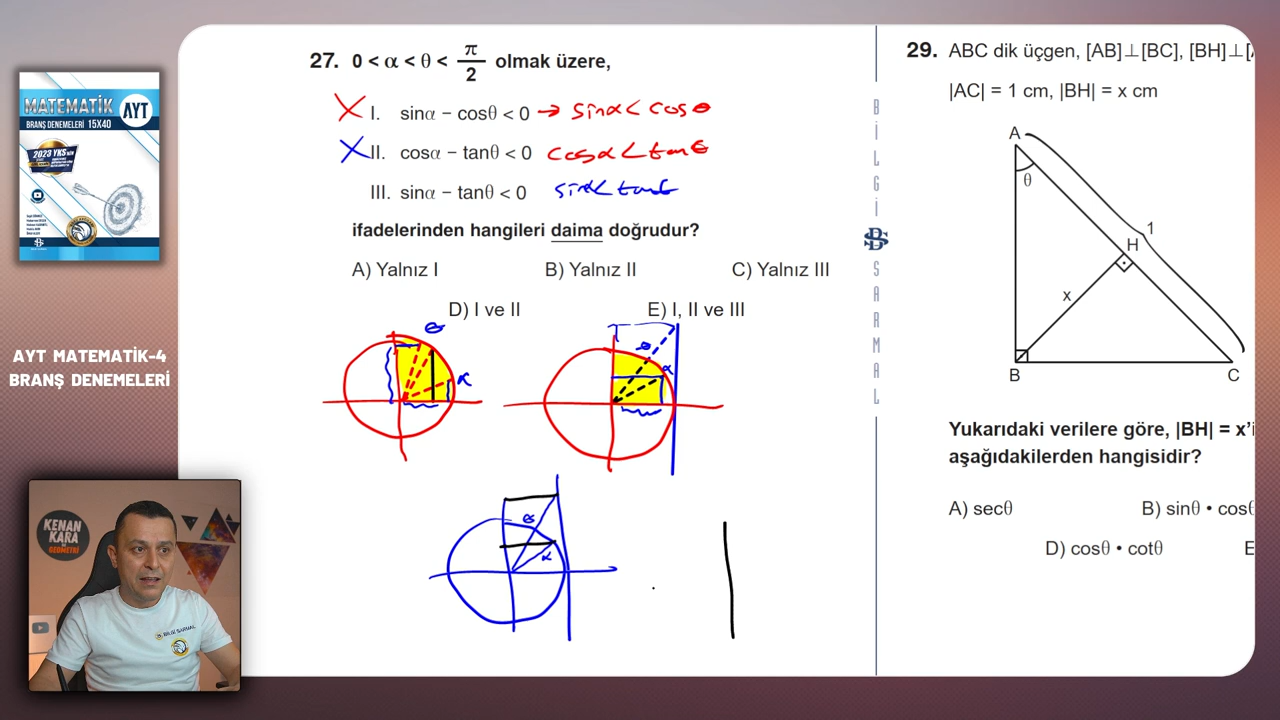 MATEMATİK AYT
BRANŞ DENEMELERİ 15X40
2023 YKS'NİN
AYT MATEMATİK-4
BRANŞ DENEMELERİ
KENAN
KARA
ile
GEOMETRİ
BİLGİ SARMAL
27. 0 < α < θ < π/2 olmak üzere,
X I. sinα − cosθ < 0 → sinα < cosθ
X II. cosα − tanθ < 0 cosα < tanθ
III. sinα − tanθ < 0 sinα < tanθ
ifadelerinden hangileri daima doğrudur?
A) Yalnız I B) Yalnız II C) Yalnız III
D) I ve II E) I, II ve III
θ
α
θ
α
θ
α
BİLGİ SARMAL
29. ABC dik üçgen, [AB]⊥[BC], [BH]⊥[A
|AC| = 1 cm, |BH| = x cm
A
θ
1
H
x
B
C
Yukarıdaki verilere göre, |BH| = x'i
aşağıdakilerden hangisidir?
A) secθ B) sinθ • cosθ
D) cosθ • cotθ E